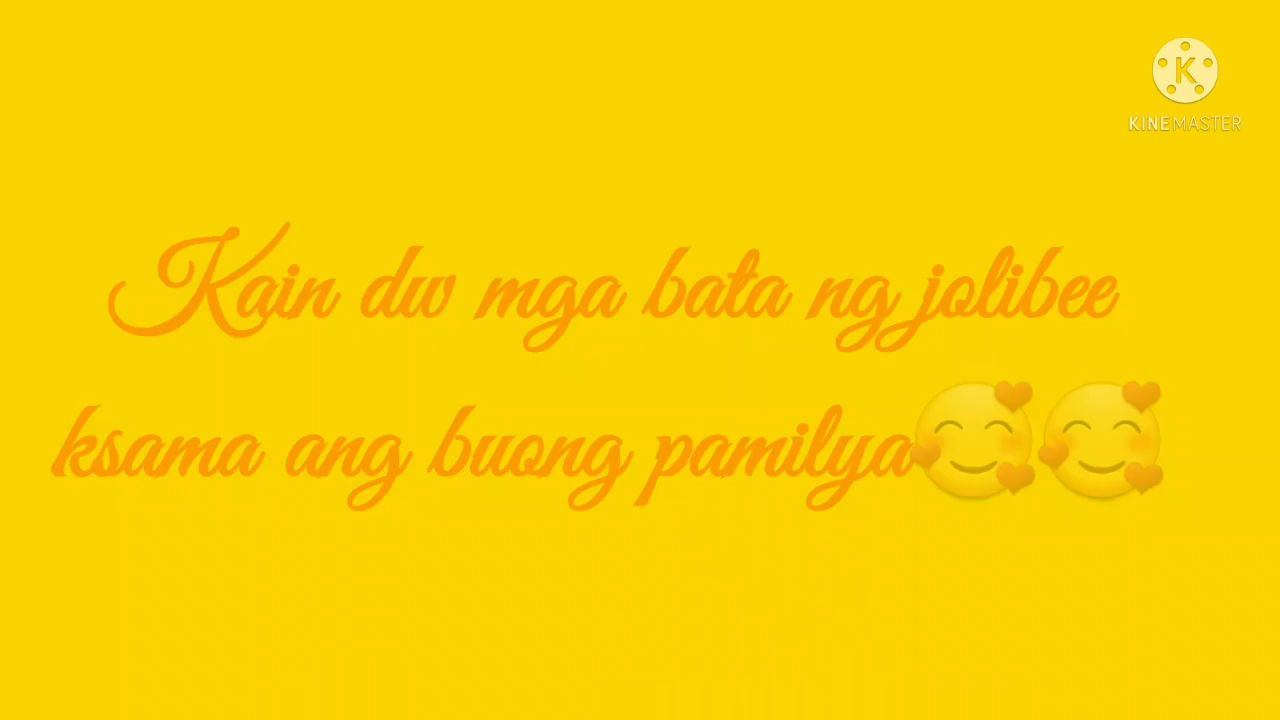 KINEMASTER
Kain dw mga bata ng jolibee
ksama ang buong pamilya🥰🥰